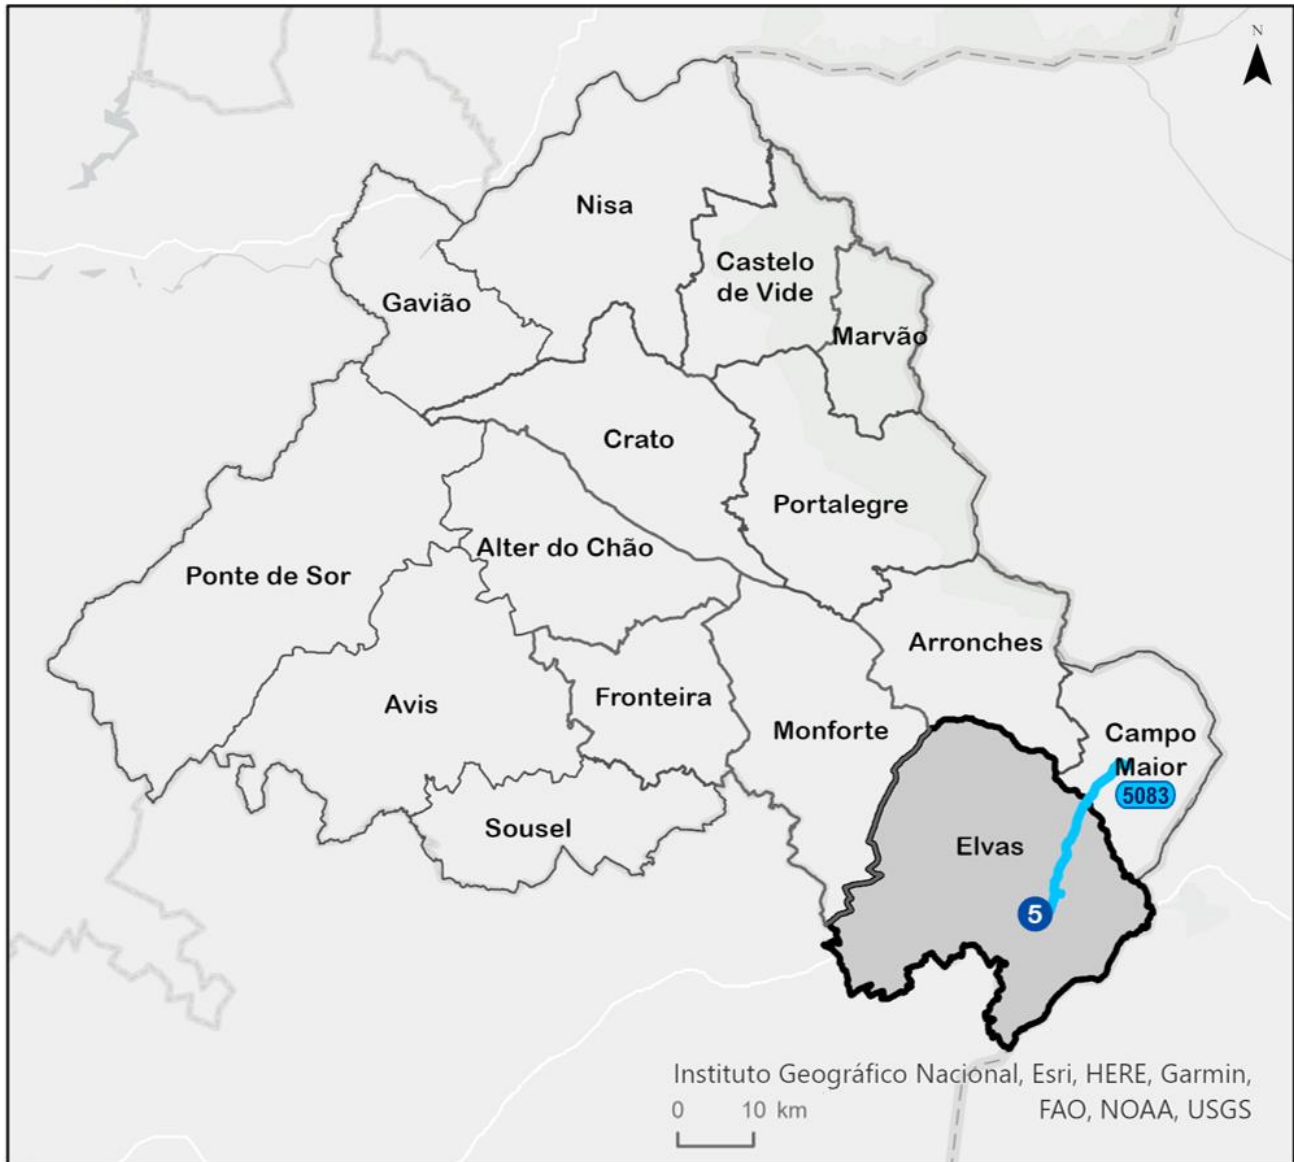 N
Nisa
Castelo
de Vide
Gavião
Marvão
Crato
Portalegre
Alter do Chão
Ponte de Sor
Arronches
Avis
Fronteira
Monforte
Campo
Maior
5083
Sousel
Elvas
5
Instituto Geográfico Nacional, Esri, HERE, Garmin,
FAO, NOAA, USGS
0 10 km